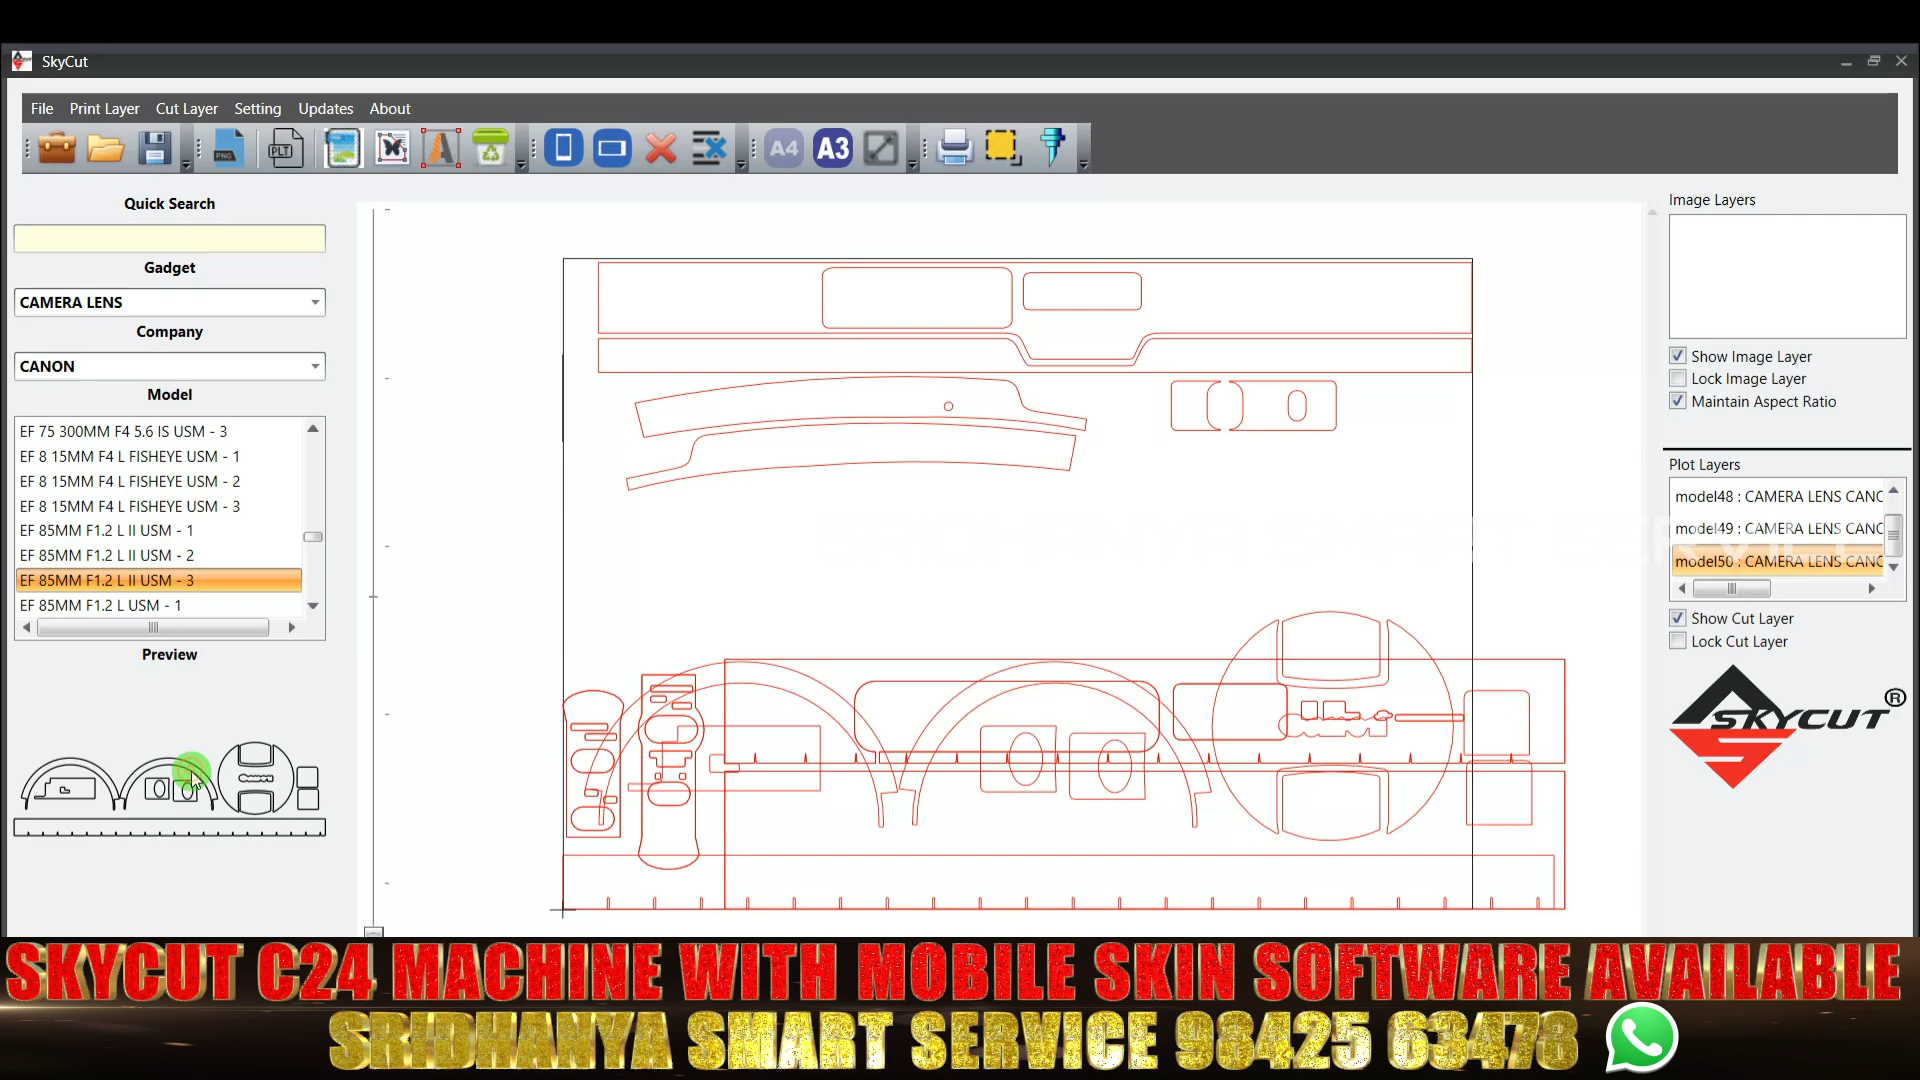 SkyCut
File Print Layer Cut Layer Setting Updates About
PNG PLT A A4 A3
Quick Search
Gadget
CAMERA LENS
Company
CANON
Model
EF 75 300MM F4 5.6 IS USM - 3
EF 8 15MM F4 L FISHEYE USM - 1
EF 8 15MM F4 L FISHEYE USM - 2
EF 8 15MM F4 L FISHEYE USM - 3
EF 85MM F1.2 L II USM - 1
EF 85MM F1.2 L II USM - 2
EF 85MM F1.2 L II USM - 3
EF 85MM F1.2 L USM - 1
Preview
Canon
Image Layers
Show Image Layer
Lock Image Layer
Maintain Aspect Ratio
Plot Layers
model48 : CAMERA LENS CANC
model49 : CAMERA LENS CANC
model50 : CAMERA LENS CANC
Show Cut Layer
Lock Cut Layer
SKYCUT ®
SKYCUT C24 MACHINE WITH MOBILE SKIN SOFTWARE AVAILABLE
SRIDHANYA SMART SERVICE 98425 63478